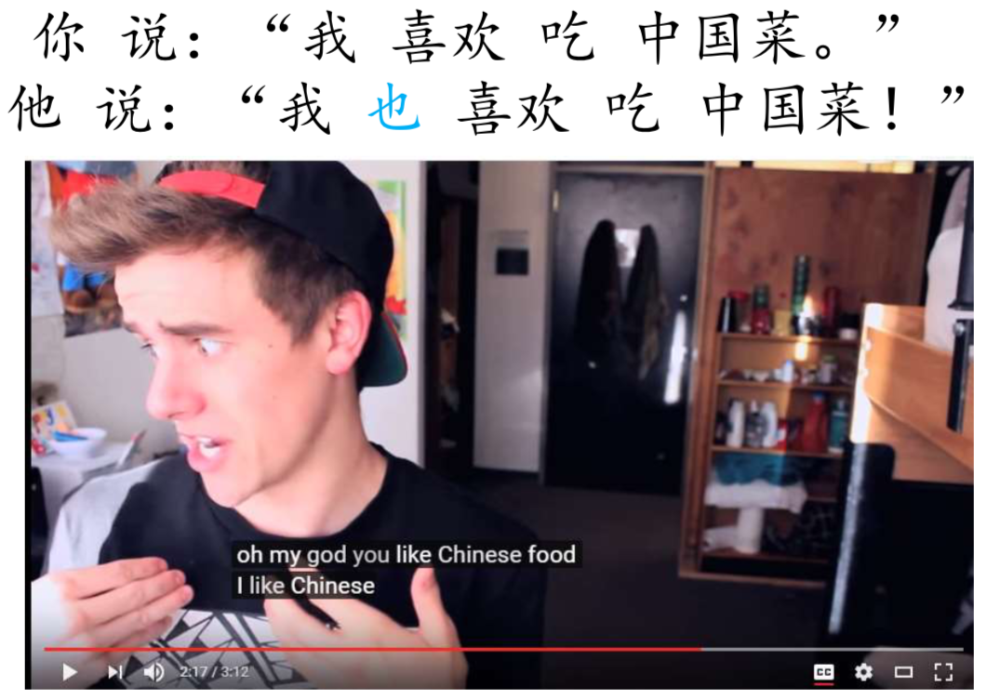 你 说：“我 喜欢 吃 中国菜。”
他 说：“我 也 喜欢 吃 中国菜！”
oh my god you like Chinese food
I like Chinese
2:17 / 3:12
CC